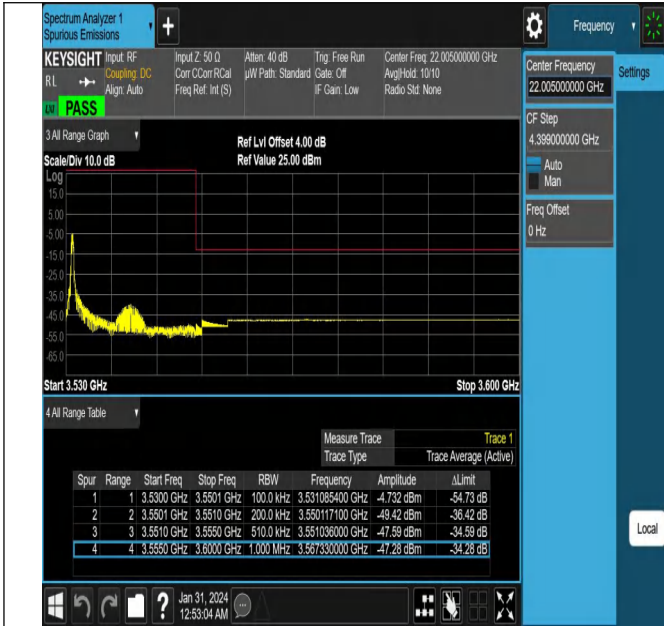 Spectrum Analyzer 1
Spurious Emissions
+
Frequency
KEYSIGHT
RL
Input: RF
Coupling: DC
Align: Auto
Input Z: 50 Ω
Corr CCorr RCal
Freq Ref: Int (S)
Atten: 40 dB
µW Path: Standard
Trig: Free Run
Gate: Off
IF Gain: Low
Center Freq: 22.005000000 GHz
Avg|Hold: 10/10
Radio Std: None
LXI PASS
Center Frequency
22.005000000 GHz
Settings
CF Step
4.399000000 GHz
Auto
Man
Freq Offset
0 Hz
3 All Range Graph
Scale/Div 10.0 dB
Ref Lvl Offset 4.00 dB
Ref Value 25.00 dBm
Log
15.0
5.00
-5.00
-15.0
-25.0
-35.0
-45.0
-55.0
-65.0
Start 3.530 GHz
Stop 3.600 GHz
4 All Range Table
Measure Trace Trace 1
Trace Type Trace Average (Active)
Spur Range Start Freq Stop Freq RBW Frequency Amplitude ΔLimit
1 1 3.5300 GHz 3.5501 GHz 100.0 kHz 3.531085400 GHz -4.732 dBm -54.73 dB
2 2 3.5501 GHz 3.5510 GHz 200.0 kHz 3.550117100 GHz -49.42 dBm -36.42 dB
3 3 3.5510 GHz 3.5550 GHz 510.0 kHz 3.551036000 GHz -47.59 dBm -34.59 dB
4 4 3.5550 GHz 3.6000 GHz 1.000 MHz 3.567330000 GHz -47.28 dBm -34.28 dB
Local
?
Jan 31, 2024
12:53:04 AM